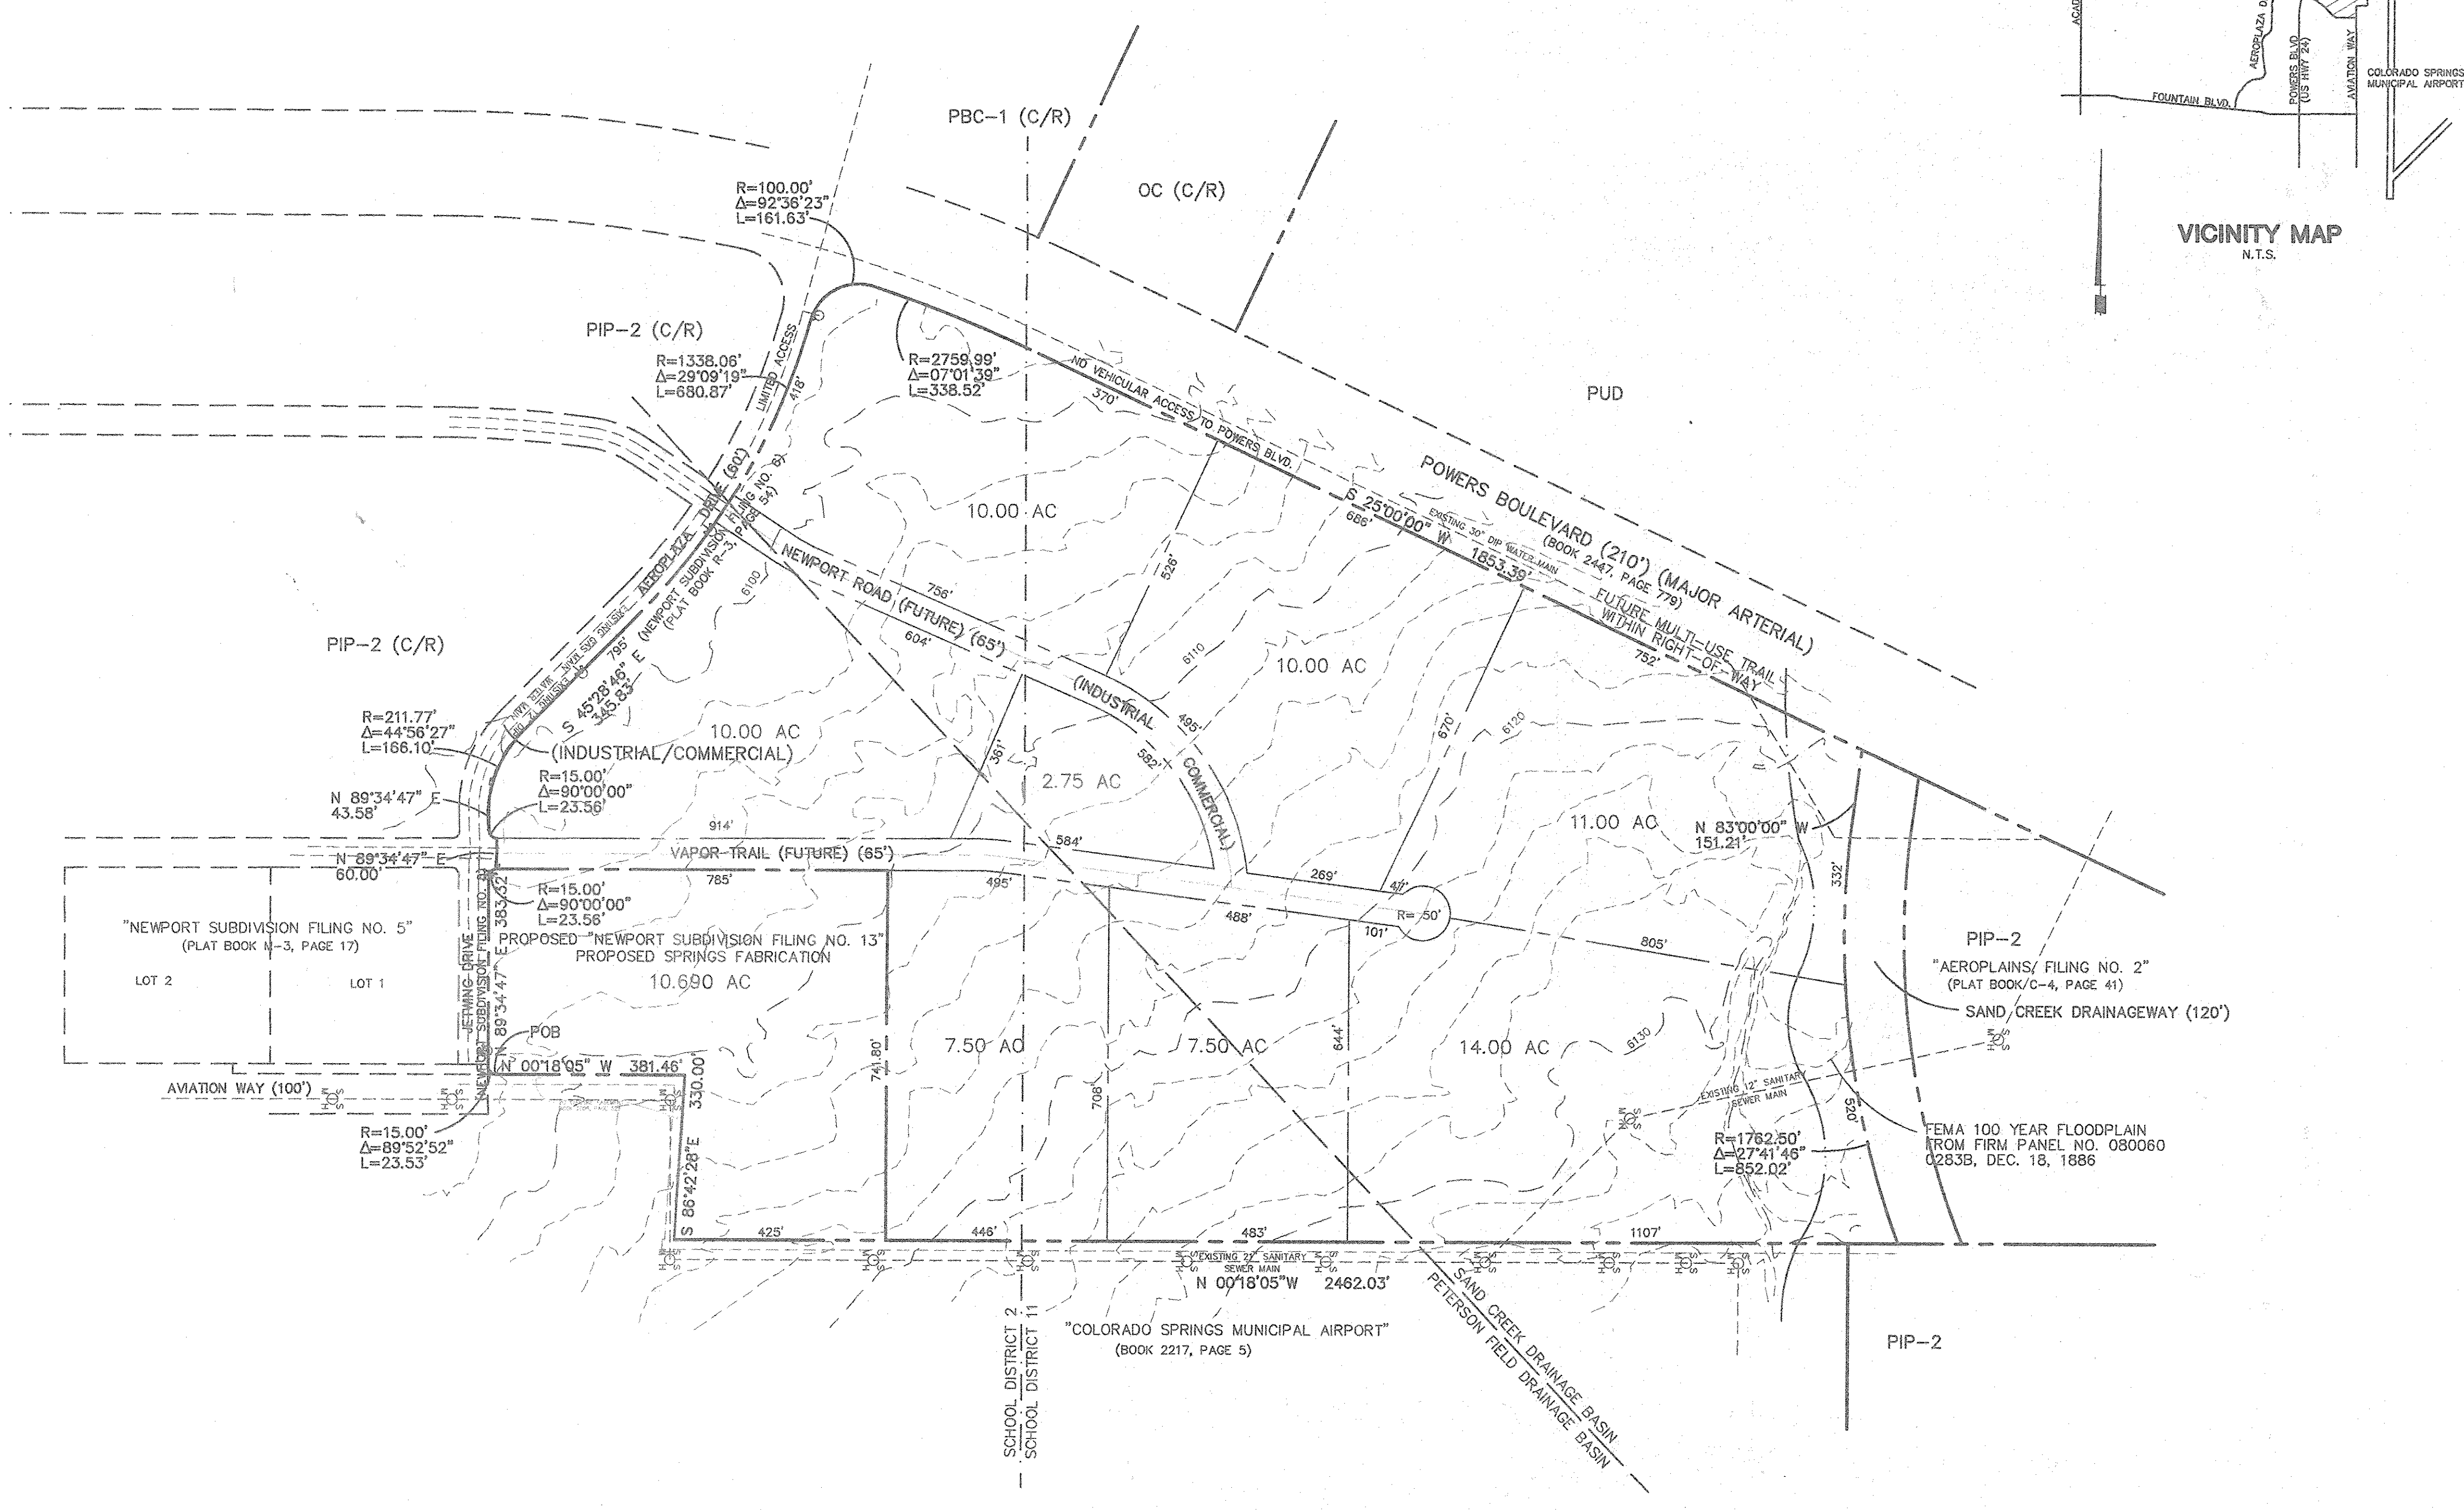 ACAD
AEROPLAZA D
POWERS BLVD
(US HWY 24)
AVIATION WAY
COLORADO SPRINGS
MUNICIPAL AIRPORT
FOUNTAIN BLVD.
VICINITY MAP
N.T.S.
PBC-1 (C/R)
OC (C/R)
R=100.00'
Δ=92°36'23"
L=161.63'
PIP-2 (C/R)
R=1338.06'
Δ=29°09'19"
L=680.87'
LIMITED ACCESS
418'
R=2759.99'
Δ=07°01'39"
L=338.52'
NO VEHICULAR ACCESS TO POWERS BLVD.
370'
PUD
POWERS BOULEVARD (210') (MAJOR ARTERIAL)
(BOOK 2447, PAGE 779)
S 25°00'00" W 1853.39'
686'
EXISTING 30" DIP WATER MAIN
FUTURE MULTI-USE TRAIL
WITHIN RIGHT-OF-WAY
752'
10.00 AC
AEROPLAZA DRIVE (60')
(NEWPORT SUBDIVISION FILING NO. 6)
(PLAT BOOK R-3, PAGE 54)
NEWPORT ROAD (FUTURE) (65')
756'
604'
526'
6100
6110
10.00 AC
(INDUSTRIAL
COMMERCIAL)
495'
582'
670'
6120
PIP-2 (C/R)
EXISTING GAS MAIN
EXISTING 12" DIP
WATER MAIN
795'
S 45°28'46" E
345.83'
R=211.77'
Δ=44°56'27"
L=166.10'
10.00 AC
(INDUSTRIAL/COMMERCIAL)
R=15.00'
Δ=90°00'00"
L=23.56'
361'
2.75 AC
11.00 AC
N 83°00'00" W
151.21'
N 89°34'47" E
43.58'
914'
584'
VAPOR TRAIL (FUTURE) (65')
N 89°34'47" E
60.00'
785'
495'
269'
47'
R= 50'
488'
101'
805'
332'
R=15.00'
Δ=90°00'00"
L=23.56'
"NEWPORT SUBDIVISION FILING NO. 5"
(PLAT BOOK M-3, PAGE 17)
LOT 2
LOT 1
JETWING DRIVE
N 89°34'47" E 383.32'
PROPOSED "NEWPORT SUBDIVISION FILING NO. 13"
PROPOSED SPRINGS FABRICATION
10.690 AC
PIP-2
"AEROPLAINS FILING NO. 2"
(PLAT BOOK C-4, PAGE 41)
SAND CREEK DRAINAGEWAY (120')
POB
N 00°18'05" W 381.46'
AVIATION WAY (100')
330.00'
S 86°42'28"E
R=15.00'
Δ=89°52'52"
L=23.53'
741.80'
7.50 AC
708'
7.50 AC
644'
14.00 AC
6130
EXISTING 12" SANITARY
SEWER MAIN
520'
R=1762.50'
Δ=27°41'46"
L=852.02'
FEMA 100 YEAR FLOODPLAIN
FROM FIRM PANEL NO. 080060
0283B, DEC. 18, 1886
425'
446'
483'
1107'
EXISTING 21" SANITARY
SEWER MAIN
N 00°18'05"W 2462.03'
SCHOOL DISTRICT 2
SCHOOL DISTRICT 11
"COLORADO SPRINGS MUNICIPAL AIRPORT"
(BOOK 2217, PAGE 5)
SAND CREEK DRAINAGE BASIN
PETERSON FIELD DRAINAGE BASIN
PIP-2